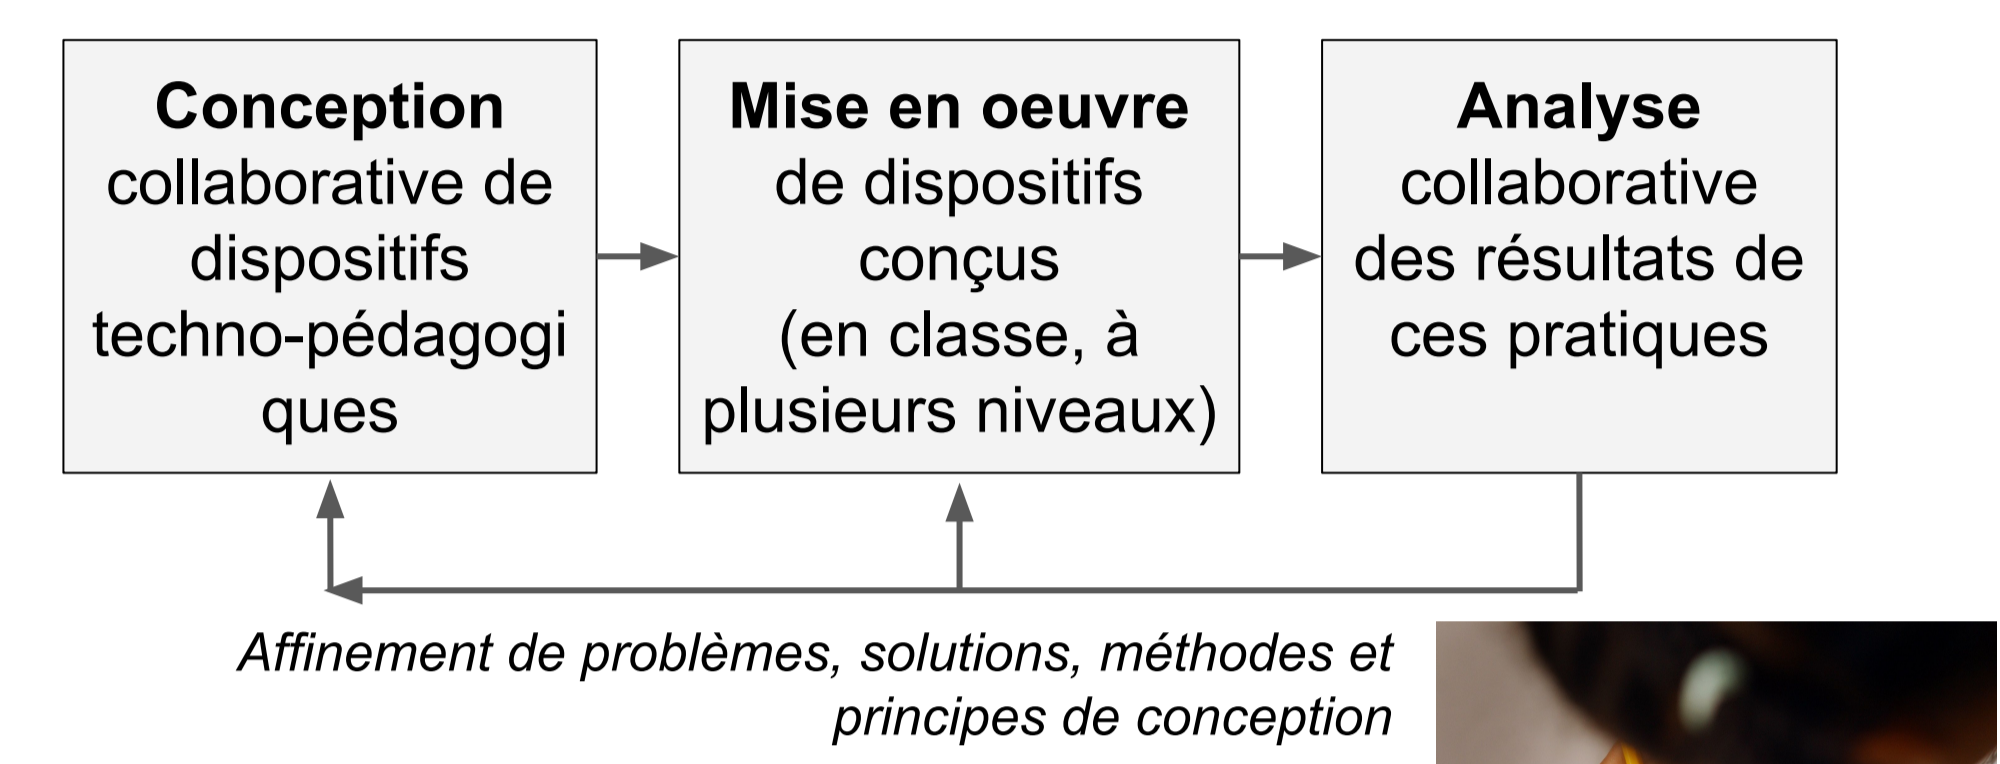 Conception
collaborative de
dispositifs
techno-pédagogi
ques
Mise en oeuvre
de dispositifs
conçus
(en classe, à
plusieurs niveaux)
Analyse
collaborative
des résultats de
ces pratiques
Affinement de problèmes, solutions, méthodes et
principes de conception